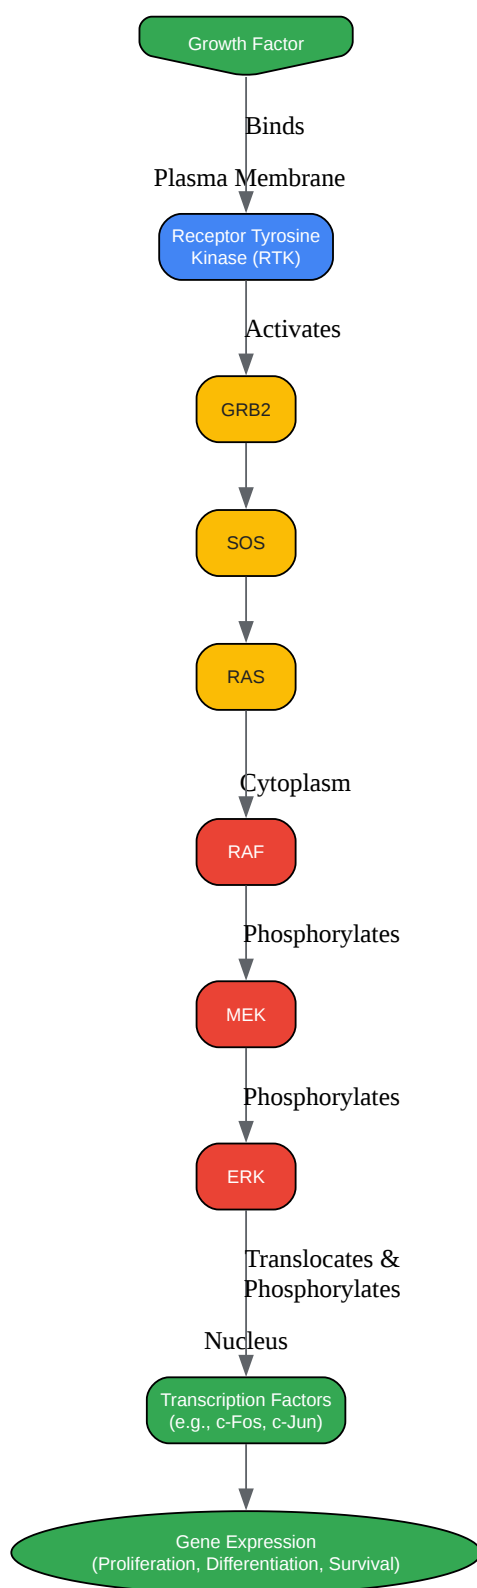 Growth Factor
Binds
Plasma Membrane
Receptor Tyrosine
Kinase (RTK)
Activates
GRB2
SOS
RAS
Cytoplasm
RAF
Phosphorylates
MEK
Phosphorylates
ERK
Translocates &
Phosphorylates
Nucleus
Transcription Factors
(e.g., c-Fos, c-Jun)
Gene Expression
(Proliferation, Differentiation, Survival)